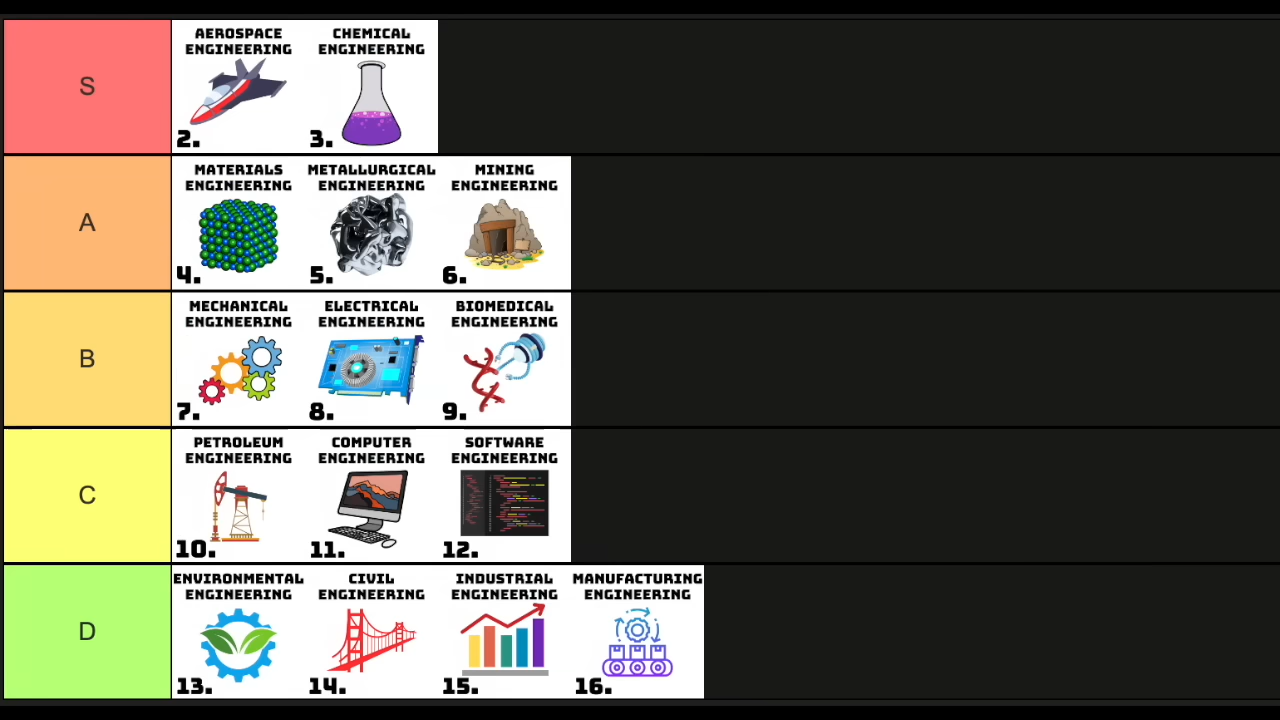 S
AEROSPACE
ENGINEERING
2.
CHEMICAL
ENGINEERING
3.
A
MATERIALS
ENGINEERING
4.
METALLURGICAL
ENGINEERING
5.
MINING
ENGINEERING
6.
B
MECHANICAL
ENGINEERING
7.
ELECTRICAL
ENGINEERING
8.
BIOMEDICAL
ENGINEERING
9.
C
PETROLEUM
ENGINEERING
10.
COMPUTER
ENGINEERING
11.
SOFTWARE
ENGINEERING
12.
D
ENVIRONMENTAL
ENGINEERING
13.
CIVIL
ENGINEERING
14.
INDUSTRIAL
ENGINEERING
15.
MANUFACTURING
ENGINEERING
16.